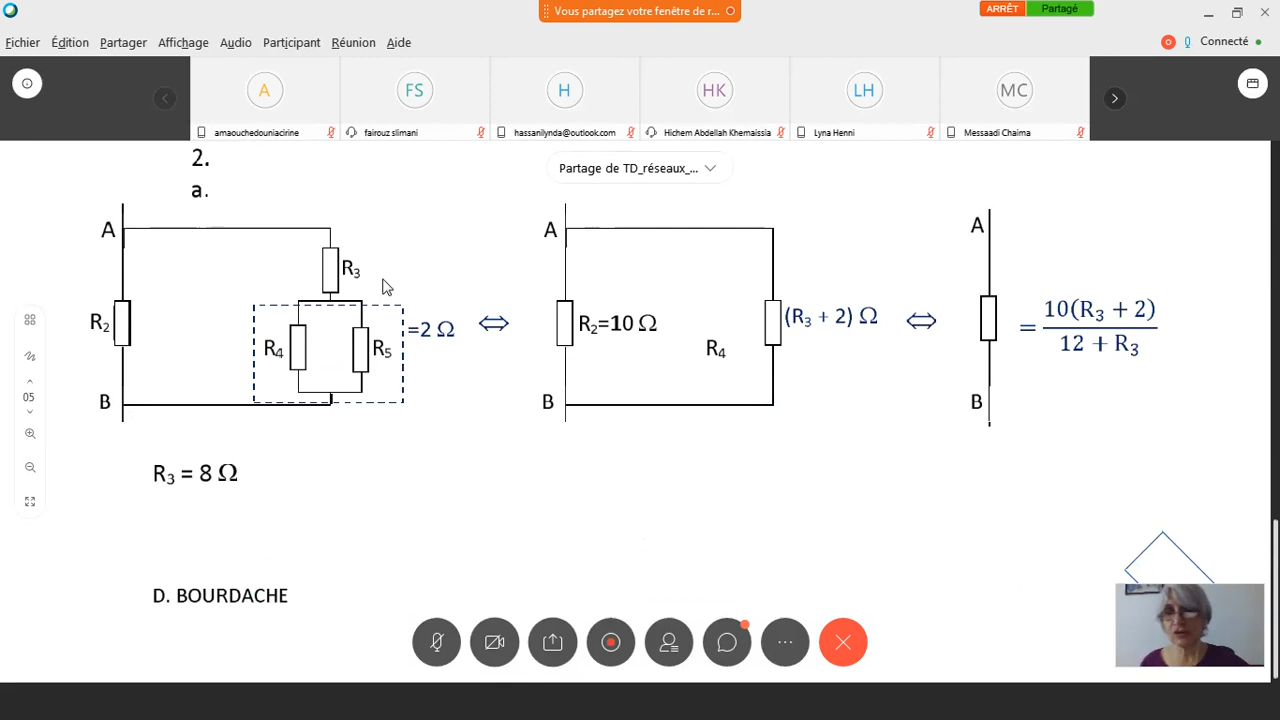 Vous partagez votre fenêtre de r...
ARRÊT
Partagé
Fichier Édition Partager Affichage Audio Participant Réunion Aide
Connecté
A FS H HK LH MC
amaouchedouniacirine fairouz slimani hassanilynda@outlook.com Hichem Abdellah Khemaissia Lyna Henni Messaadi Chaima
2.
Partage de TD_réseaux_...
a.
A
R₃
R₂
R₄
R₅
=2 Ω
B
⇔
A
R₂=10 Ω
(R₃ + 2) Ω
R₄
B
⇔
A
= 10(R₃ + 2)
12 + R₃
B
05
R₃ = 8 Ω
D. BOURDACHE